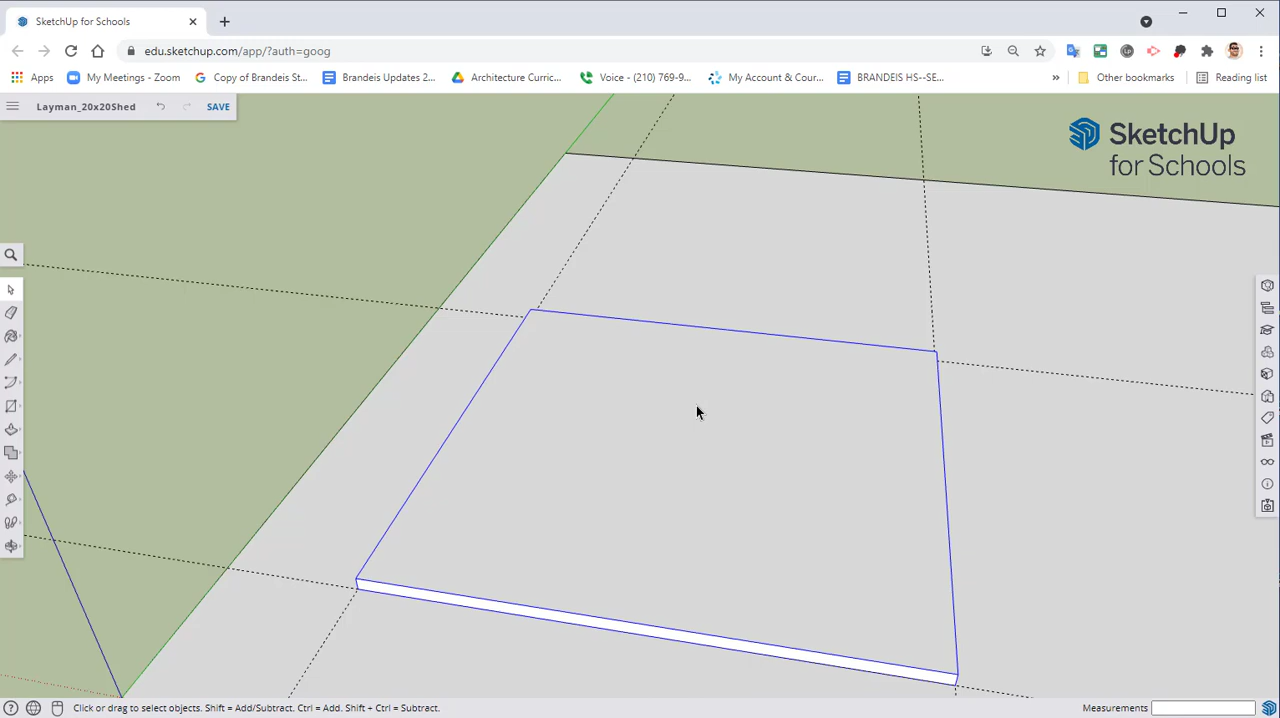 SketchUp for Schools
edu.sketchup.com/app/?auth=goog
Apps
My Meetings - Zoom
Copy of Brandeis St...
Brandeis Updates 2...
Architecture Curric...
Voice - (210) 769-9...
My Account & Cour...
BRANDEIS HS--SE...
»
Other bookmarks
Reading list
Layman_20x20Shed
SAVE
SketchUp
for Schools
Click or drag to select objects. Shift = Add/Subtract. Ctrl = Add. Shift + Ctrl = Subtract.
Measurements